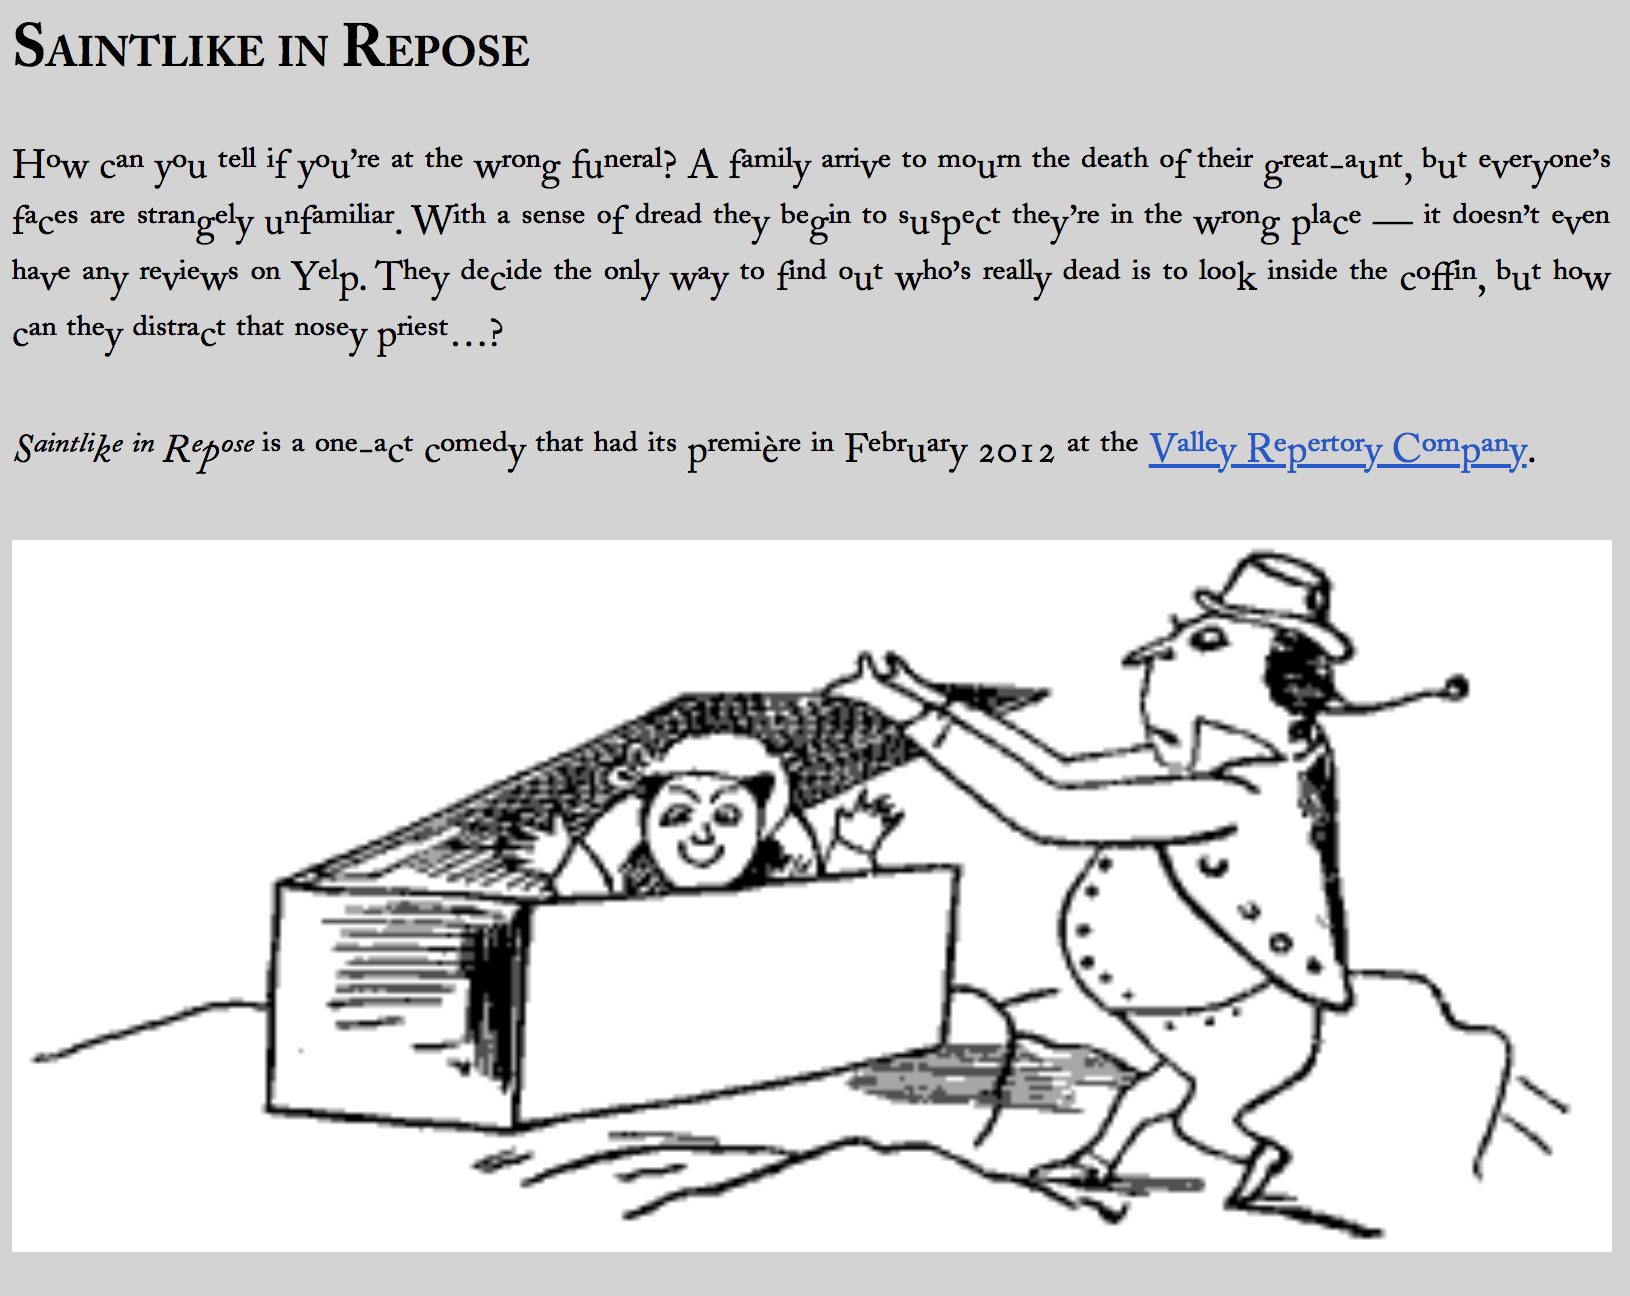 Saintlike in Repose
How can you tell if you’re at the wrong funeral? A family arrive to mourn the death of their great-aunt, but everyone’s
faces are strangely unfamiliar. With a sense of dread they begin to suspect they’re in the wrong place — it doesn’t even
have any reviews on Yelp. They decide the only way to find out who’s really dead is to look inside the coffin, but how
can they distract that nosey priest…?
Saintlike in Repose is a one-act comedy that had its première in February 2012 at the Valley Repertory Company.